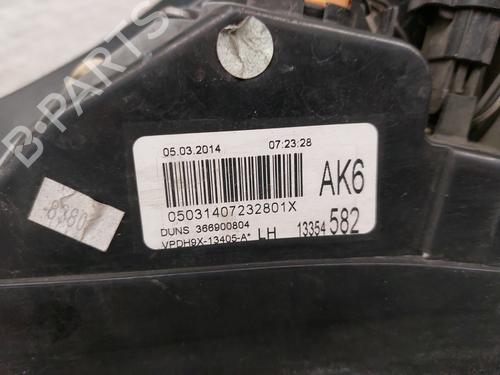 B-PARTS
05.03.2014 07:23:28
AK6
05031407232801X
DUNS 366900804
VPDH9X-13405-A* LH 13354 582
8380